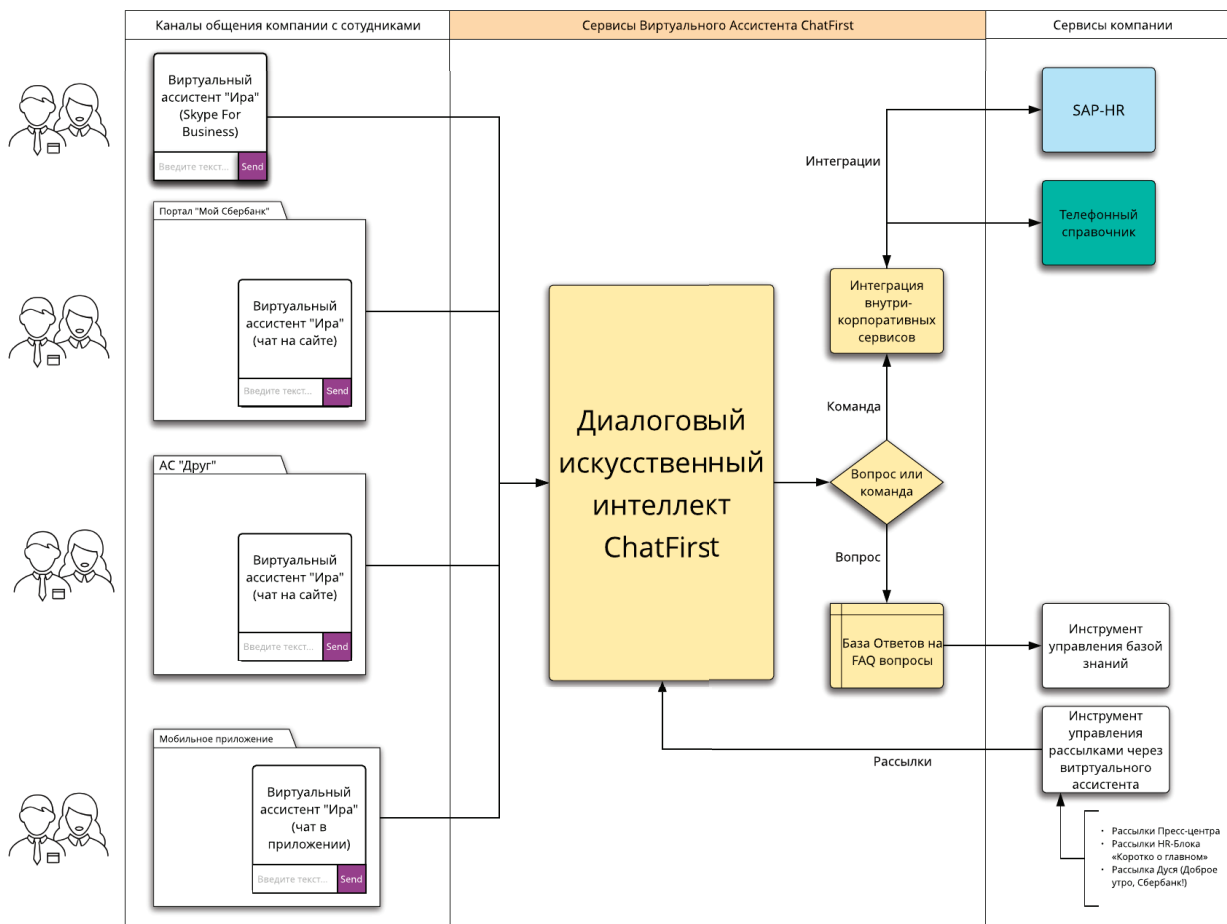 Каналы общения компании с сотудниками
Сервисы Виртуального Ассистента ChatFirst
Сервисы компании
Виртуальный
ассистент "Ира"
(Skype For
Business)
Введите текст...
Send
Портал "Мой Сбербанк"
Виртуальный
ассистент "Ира"
(чат на сайте)
Введите текст...
Send
АС "Друг"
Виртуальный
ассистент "Ира"
(чат на сайте)
Введите текст...
Send
Мобильное приложение
Виртуальный
ассистент "Ира"
(чат в
приложении)
Введите текст...
Send
Диалоговый
искусственный
интеллект
ChatFirst
Интеграции
Интеграция
внутри-
корпоративных
сервисов
Команда
Вопрос или
команда
Вопрос
База Ответов на
FAQ вопросы
Рассылки
SAP-HR
Телефонный
справочник
Инструмент
управления базой
знаний
Инструмент
управления
рассылками через
витртуального
ассистента
· Рассылки Пресс-центра
· Рассылки HR-Блока
«Коротко о главном»
· Рассылка Дуся (Доброе
утро, Сбербанк!)